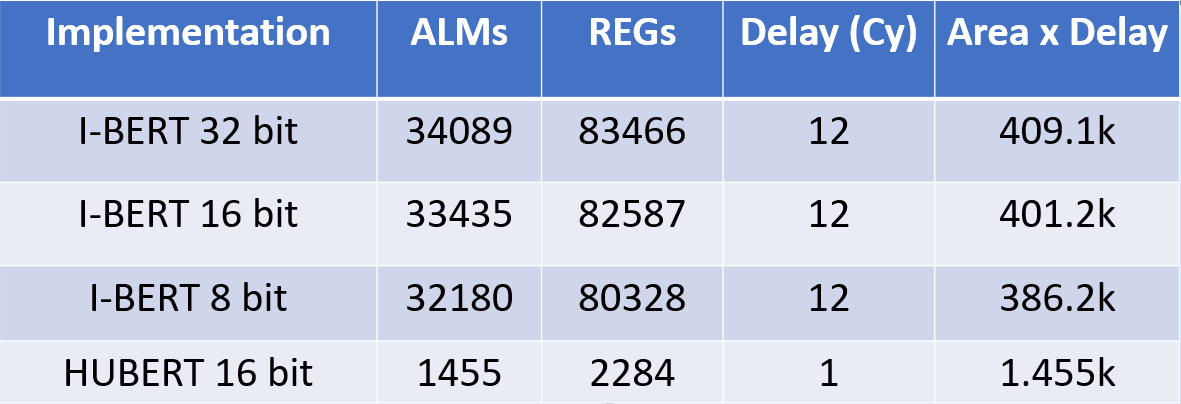 Implementation ALMs REGs Delay (Cy) Area x Delay
I-BERT 32 bit 34089 83466 12 409.1k
I-BERT 16 bit 33435 82587 12 401.2k
I-BERT 8 bit 32180 80328 12 386.2k
HUBERT 16 bit 1455 2284 1 1.455k